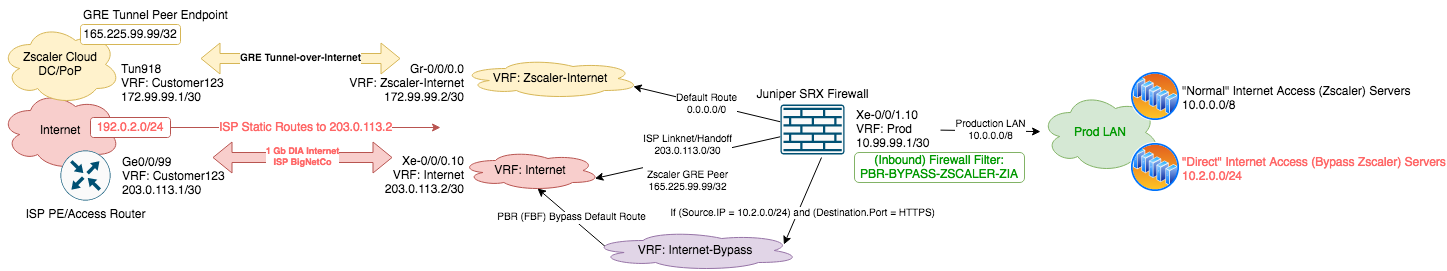 GRE Tunnel Peer Endpoint
165.225.99.99/32
Zscaler Cloud
DC/PoP
GRE Tunnel-over-Internet
Tun918
VRF: Customer123
172.99.99.1/30
Gr-0/0/0.0
VRF: Zscaler-Internet
172.99.99.2/30
VRF: Zscaler-Internet
Internet
192.0.2.0/24
ISP Static Routes to 203.0.113.2
1 Gb DIA Internet
ISP BigNetCo
Ge0/0/99
VRF: Customer123
203.0.113.1/30
ISP PE/Access Router
Xe-0/0/0.10
VRF: Internet
203.0.113.2/30
VRF: Internet
Default Route
0.0.0.0/0
ISP Linknet/Handoff
203.0.113.0/30
Zscaler GRE Peer
165.225.99.99/32
PBR (FBF) Bypass Default Route
VRF: Internet-Bypass
If (Source.IP = 10.2.0.0/24) and (Destination.Port = HTTPS)
Juniper SRX Firewall
Xe-0/0/1.10
VRF: Prod
10.99.99.1/30
(Inbound) Firewall Filter:
PBR-BYPASS-ZSCALER-ZIA
Production LAN
10.0.0.0/8
Prod LAN
"Normal" Internet Access (Zscaler) Servers
10.0.0.0/8
"Direct" Internet Access (Bypass Zscaler) Servers
10.2.0.0/24